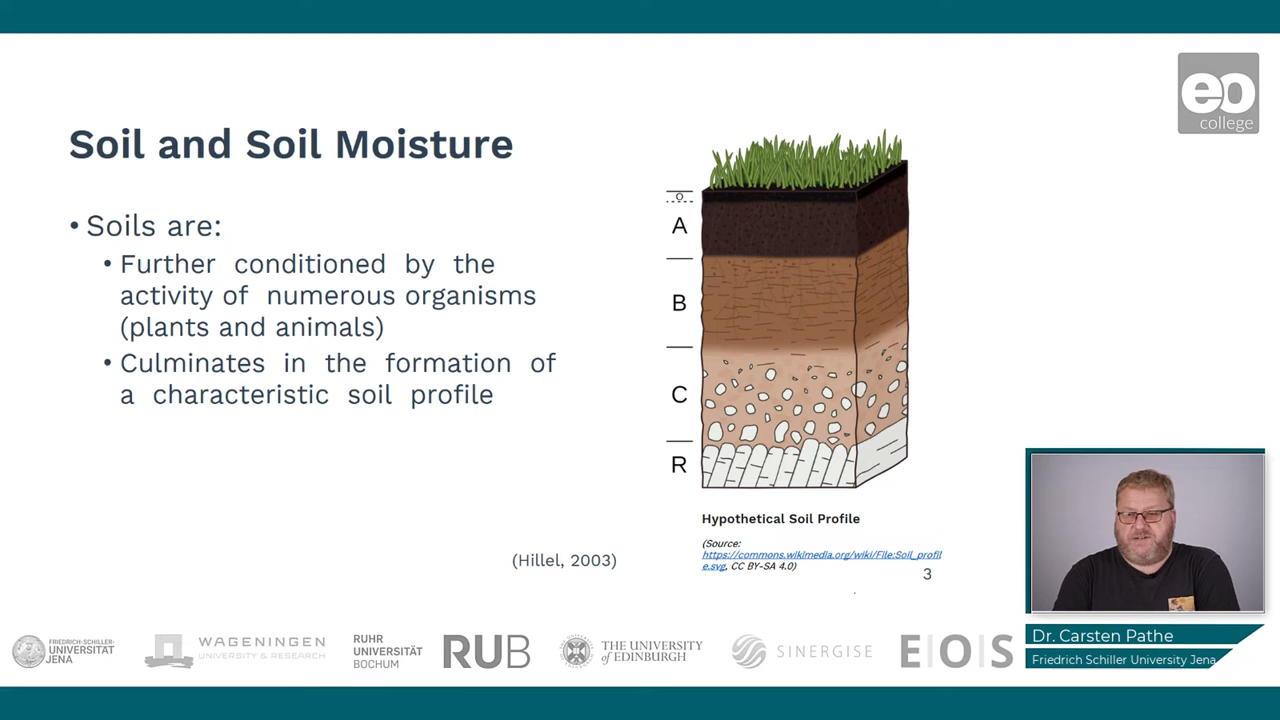 eo
college
Soil and Soil Moisture
• Soils are:
• Further conditioned by the
activity of numerous organisms
(plants and animals)
• Culminates in the formation of
a characteristic soil profile
(Hillel, 2003)
O
A
B
C
R
Hypothetical Soil Profile
(Source:
https://commons.wikimedia.org/wiki/File:Soil_profil
e.svg, CC BY-SA 4.0)
3
Dr. Carsten Pathe
Friedrich Schiller University Jena
FRIEDRICH-SCHILLER-
UNIVERSITÄT
JENA
WAGENINGEN
UNIVERSITY & RESEARCH
RUHR
UNIVERSITÄT
BOCHUM
RUB
THE UNIVERSITY
of EDINBURGH
SINERGISE
E|O|S